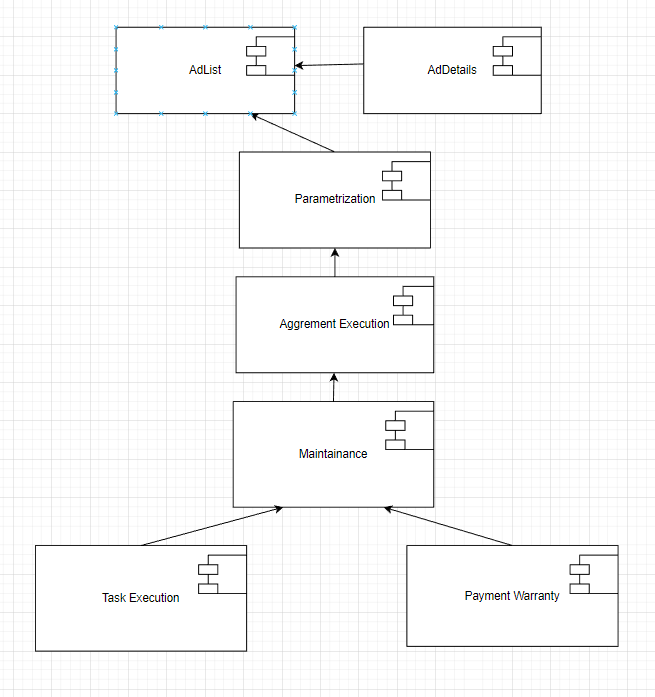 AdList
AdDetails
Parametrization
Aggrement Execution
Maintainance
Task Execution
Payment Warranty